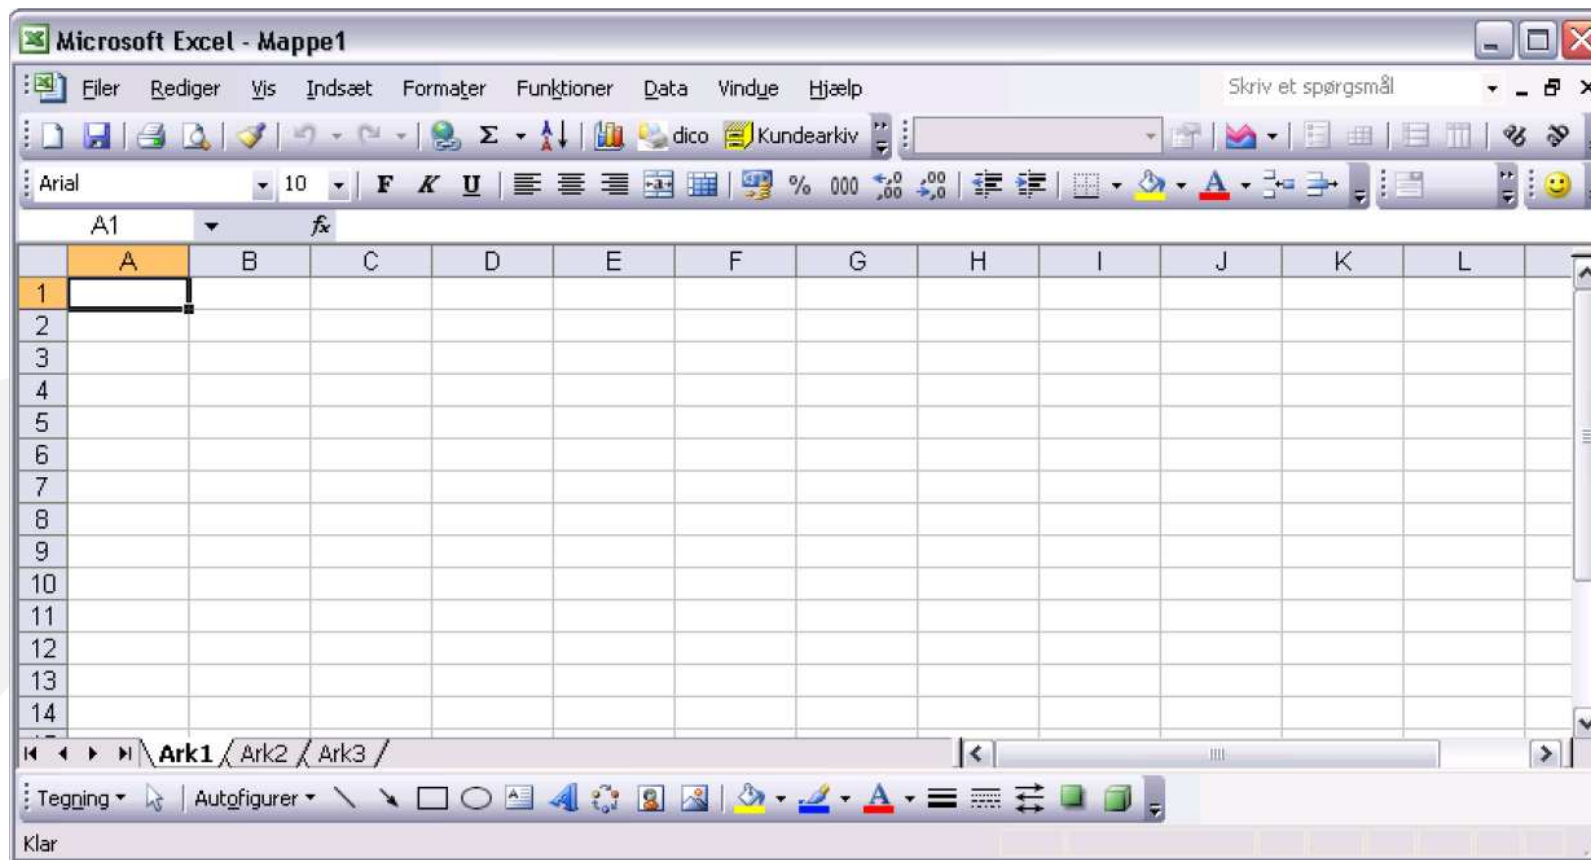 Microsoft Excel - Mappe1
Filer Rediger Vis Indsæt Formater Funktioner Data Vindue Hjælp Skriv et spørgsmål
Σ dico Kundearkiv
Arial 10 F K U % 000
A1 fx
A B C D E F G H I J K L
1
2
3
4
5
6
7
8
9
10
11
12
13
14
Ark1 Ark2 Ark3
Tegning Autofigurer
Klar